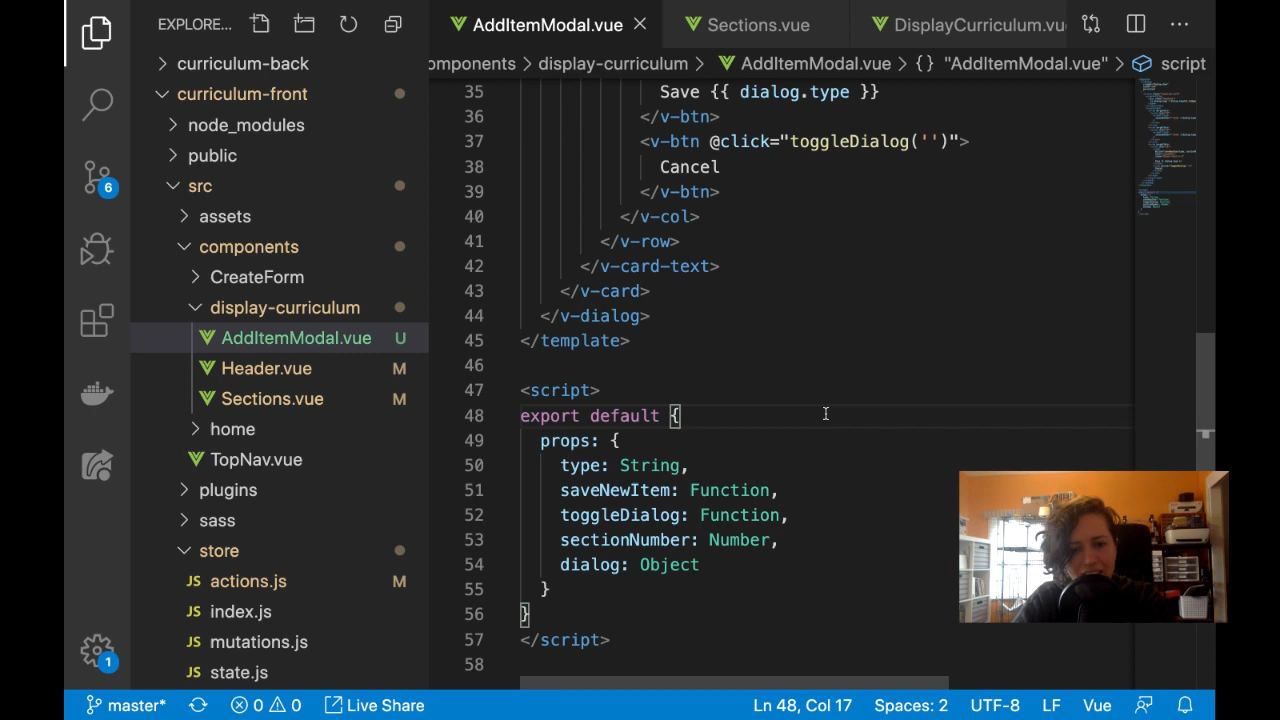 EXPLORE...
curriculum-back
curriculum-front
node_modules
public
src
assets
components
CreateForm
display-curriculum
AddItemModal.vue U
Header.vue M
Sections.vue M
home
TopNav.vue
plugins
sass
store
JS actions.js M
JS index.js
JS mutations.js
JS state.js
6
1
AddItemModal.vue
Sections.vue
DisplayCurriculum.vu
omponents > display-curriculum > AddItemModal.vue > {} "AddItemModal.vue" > script
35 Save {{ dialog.type }}
36 </v-btn>
37 <v-btn @click="toggleDialog('')">
38 Cancel
39 </v-btn>
40 </v-col>
41 </v-row>
42 </v-card-text>
43 </v-card>
44 </v-dialog>
45 </template>
46
47 <script>
48 export default {
49 props: {
50 type: String,
51 saveNewItem: Function,
52 toggleDialog: Function,
53 sectionNumber: Number,
54 dialog: Object
55 }
56 }
57 </script>
58
master* 0 0 Live Share Ln 48, Col 17 Spaces: 2 UTF-8 LF Vue